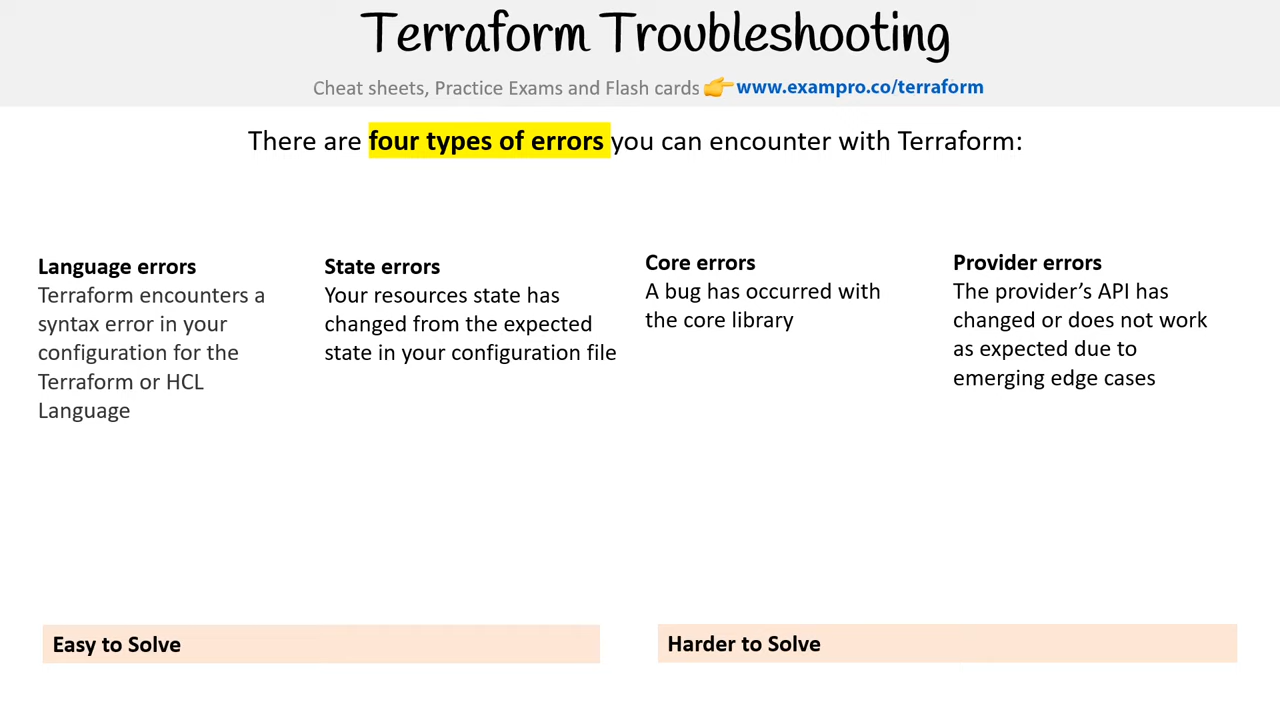 Terraform Troubleshooting
Cheat sheets, Practice Exams and Flash cards 👉 www.exampro.co/terraform
There are four types of errors you can encounter with Terraform:
Language errors
Terraform encounters a
syntax error in your
configuration for the
Terraform or HCL
Language
State errors
Your resources state has
changed from the expected
state in your configuration file
Core errors
A bug has occurred with
the core library
Provider errors
The provider’s API has
changed or does not work
as expected due to
emerging edge cases
Easy to Solve
Harder to Solve